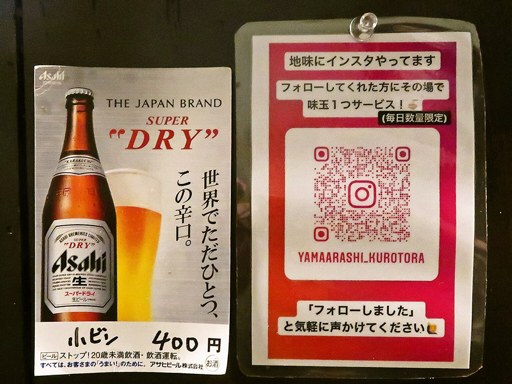 Asahi
THE JAPAN BRAND
SUPER
"DRY"
世界でただひとつ、
この辛口。
SUPER
"DRY"
Asahi
生
スーパードライ
小ビン 400円
ビール ストップ!20歳未満飲酒・飲酒運転。
すべては、お客さまの「うまい!」のために。アサヒビール株式会社
お酒
地味にインスタやってます
フォローしてくれた方にその場で
味玉1つサービス!
(毎日数量限定)
YAMAARASHI_KUROTORA
「フォローしました」
と気軽に声かけてください